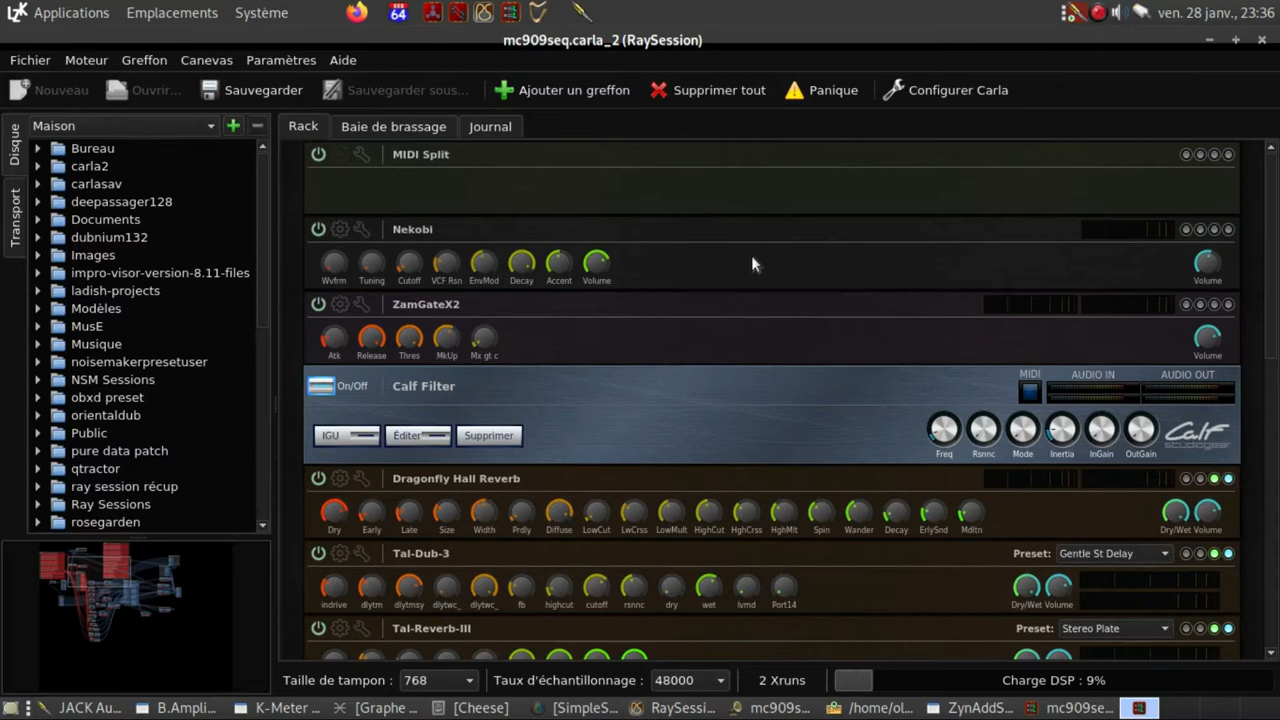 Applications Emplacements Système 64 ven. 28 janv., 23:36
mc909seq.carla_2 (RaySession)
Fichier Moteur Greffon Canevas Paramètres Aide
Nouveau Ouvrir... Sauvegarder Sauvegarder sous... Ajouter un greffon Supprimer tout Panique Configurer Carla
Disque
Transport
Maison
Bureau
carla2
carlasav
deepassager128
Documents
dubnium132
Images
impro-visor-version-8.11-files
ladish-projects
Modèles
MusE
Musique
noisemakerpresetuser
NSM Sessions
obxd preset
orientaldub
Public
pure data patch
qtractor
ray session récup
Ray Sessions
rosegarden
Rack Baie de brassage Journal
MIDI Split
Nekobi
Wvfrm Tuning Cutoff VCF Rsn EnvMod Decay Accent Volume Volume
ZamGateX2
Atk Release Thres MkUp Mx gt c Volume
On/Off Calf Filter MIDI AUDIO IN AUDIO OUT
IGU Éditer Supprimer
Freq Rsnnc Mode Inertia InGain OutGain Calf studiogear
Dragonfly Hall Reverb
Dry Early Late Size Width Prdly Diffuse LowCut LwCrss LowMult HighCut HghCrss HghMlt Spin Wander Decay ErlySnd Mdltn Dry/Wet Volume
Tal-Dub-3 Preset: Gentle St Delay
indrive dlytm dlytmsy dlytwc_ dlytwc_ fb highcut cutoff rsnnc dry wet lvmd Port14 Dry/Wet Volume
Tal-Reverb-III Preset: Stereo Plate
Taille de tampon : 768 Taux d'échantillonnage : 48000 2 Xruns Charge DSP : 9%
JACK Au... B.Ampli... K-Meter [Graphe ... [Cheese] [SimpleS... RaySessi... mc909s... /home/ol... ZynAddS... mc909se...